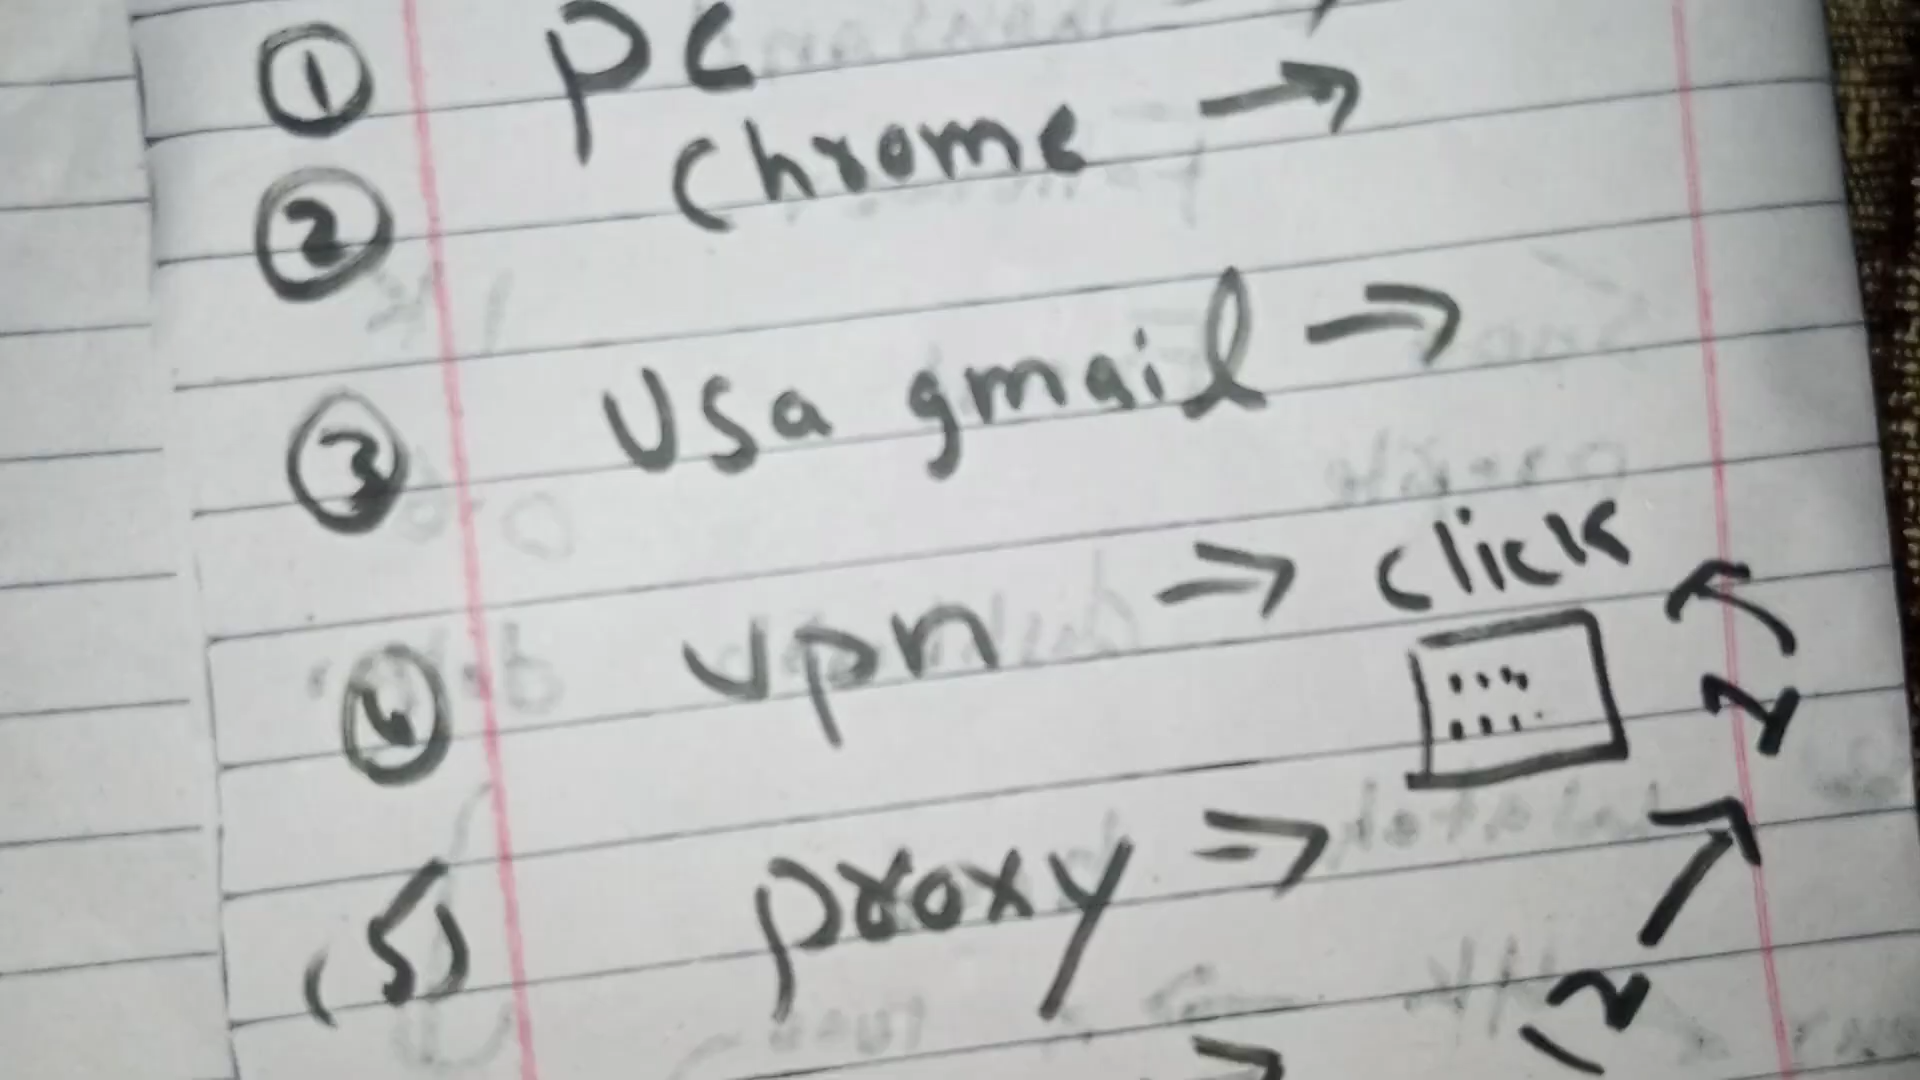 ① PC
② Chrome →
③ Usa gmail →
④ vpn → click
(5) proxy →